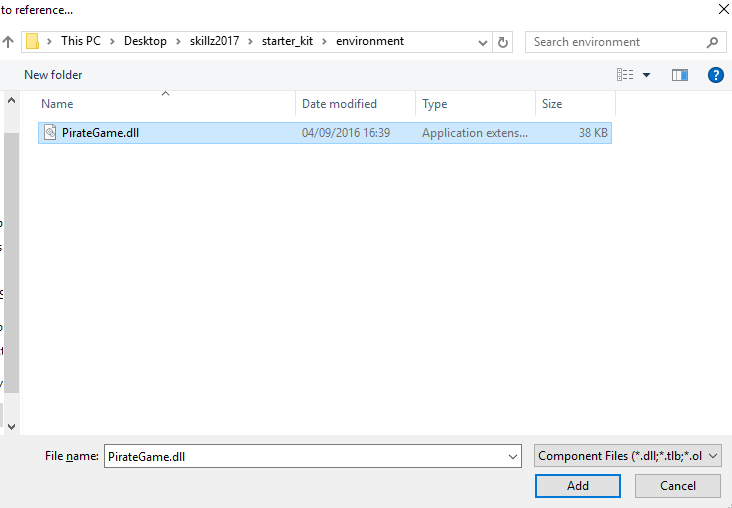 to reference...
This PC > Desktop > skillz2017 > starter_kit > environment
Search environment
New folder
Name Date modified Type Size
PirateGame.dll 04/09/2016 16:39 Application extens... 38 KB
File name: PirateGame.dll Component Files (*.dll;*.tlb;*.ol
Add Cancel